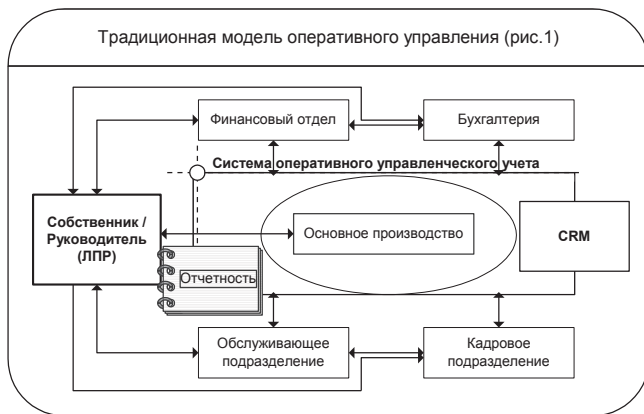 Традиционная модель оперативного управления (рис.1)
Финансовый отдел
Бухгалтерия
Система оперативного управленческого учета
Собственник /
Руководитель
(ЛПР)
Основное производство
CRM
Отчетность
Обслуживающее
подразделение
Кадровое
подразделение